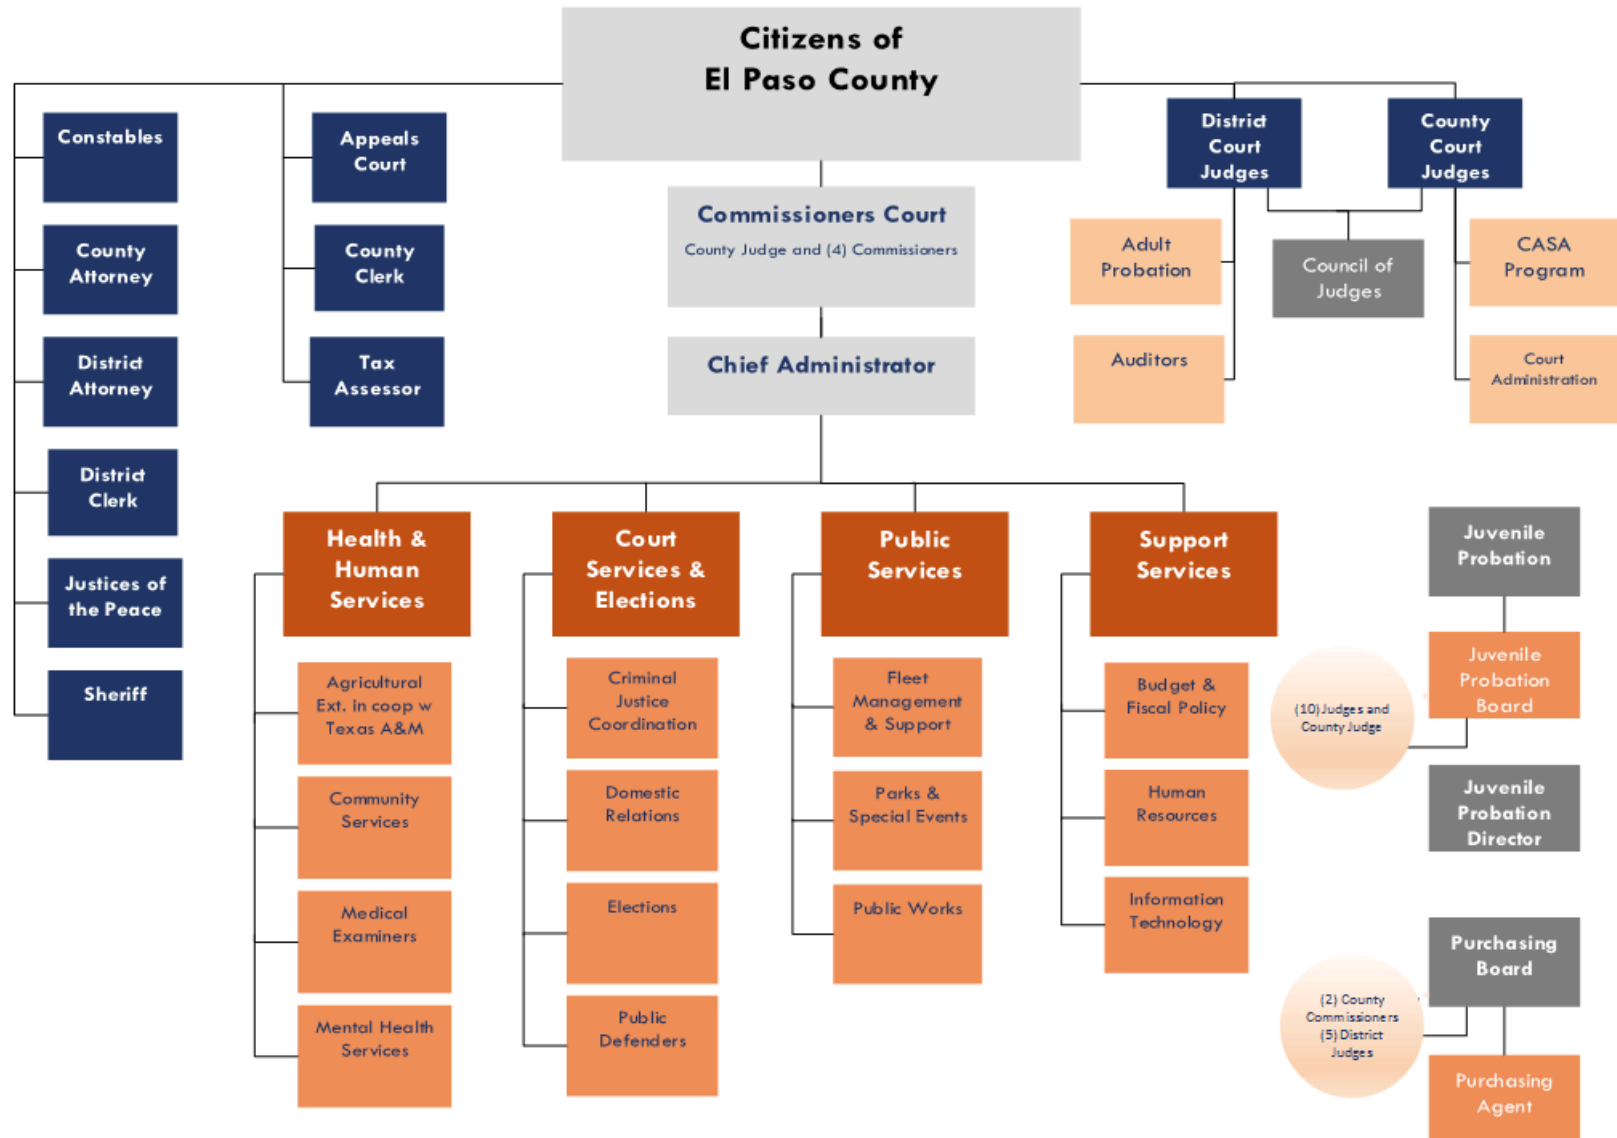 Citizens of
El Paso County
Constables
County
Attorney
District
Attorney
District
Clerk
Justices of
the Peace
Sheriff
Appeals
Court
County
Clerk
Tax
Assessor
Commissioners Court
County Judge and (4) Commissioners
Chief Administrator
District
Court
Judges
County
Court
Judges
Adult
Probation
Auditors
Council of
Judges
CASA
Program
Court
Administration
Health &
Human
Services
Agricultural
Ext. in coop w
Texas A&M
Community
Services
Medical
Examiners
Mental Health
Services
Court
Services &
Elections
Criminal
Justice
Coordination
Domestic
Relations
Elections
Public
Defenders
Public
Services
Fleet
Management
& Support
Parks &
Special Events
Public Works
Support
Services
Budget &
Fiscal Policy
Human
Resources
Information
Technology
Juvenile
Probation
Juvenile
Probation
Board
(10) Judges and
County Judge
Juvenile
Probation
Director
Purchasing
Board
(2) County
Commissioners
(5) District
Judges
Purchasing
Agent